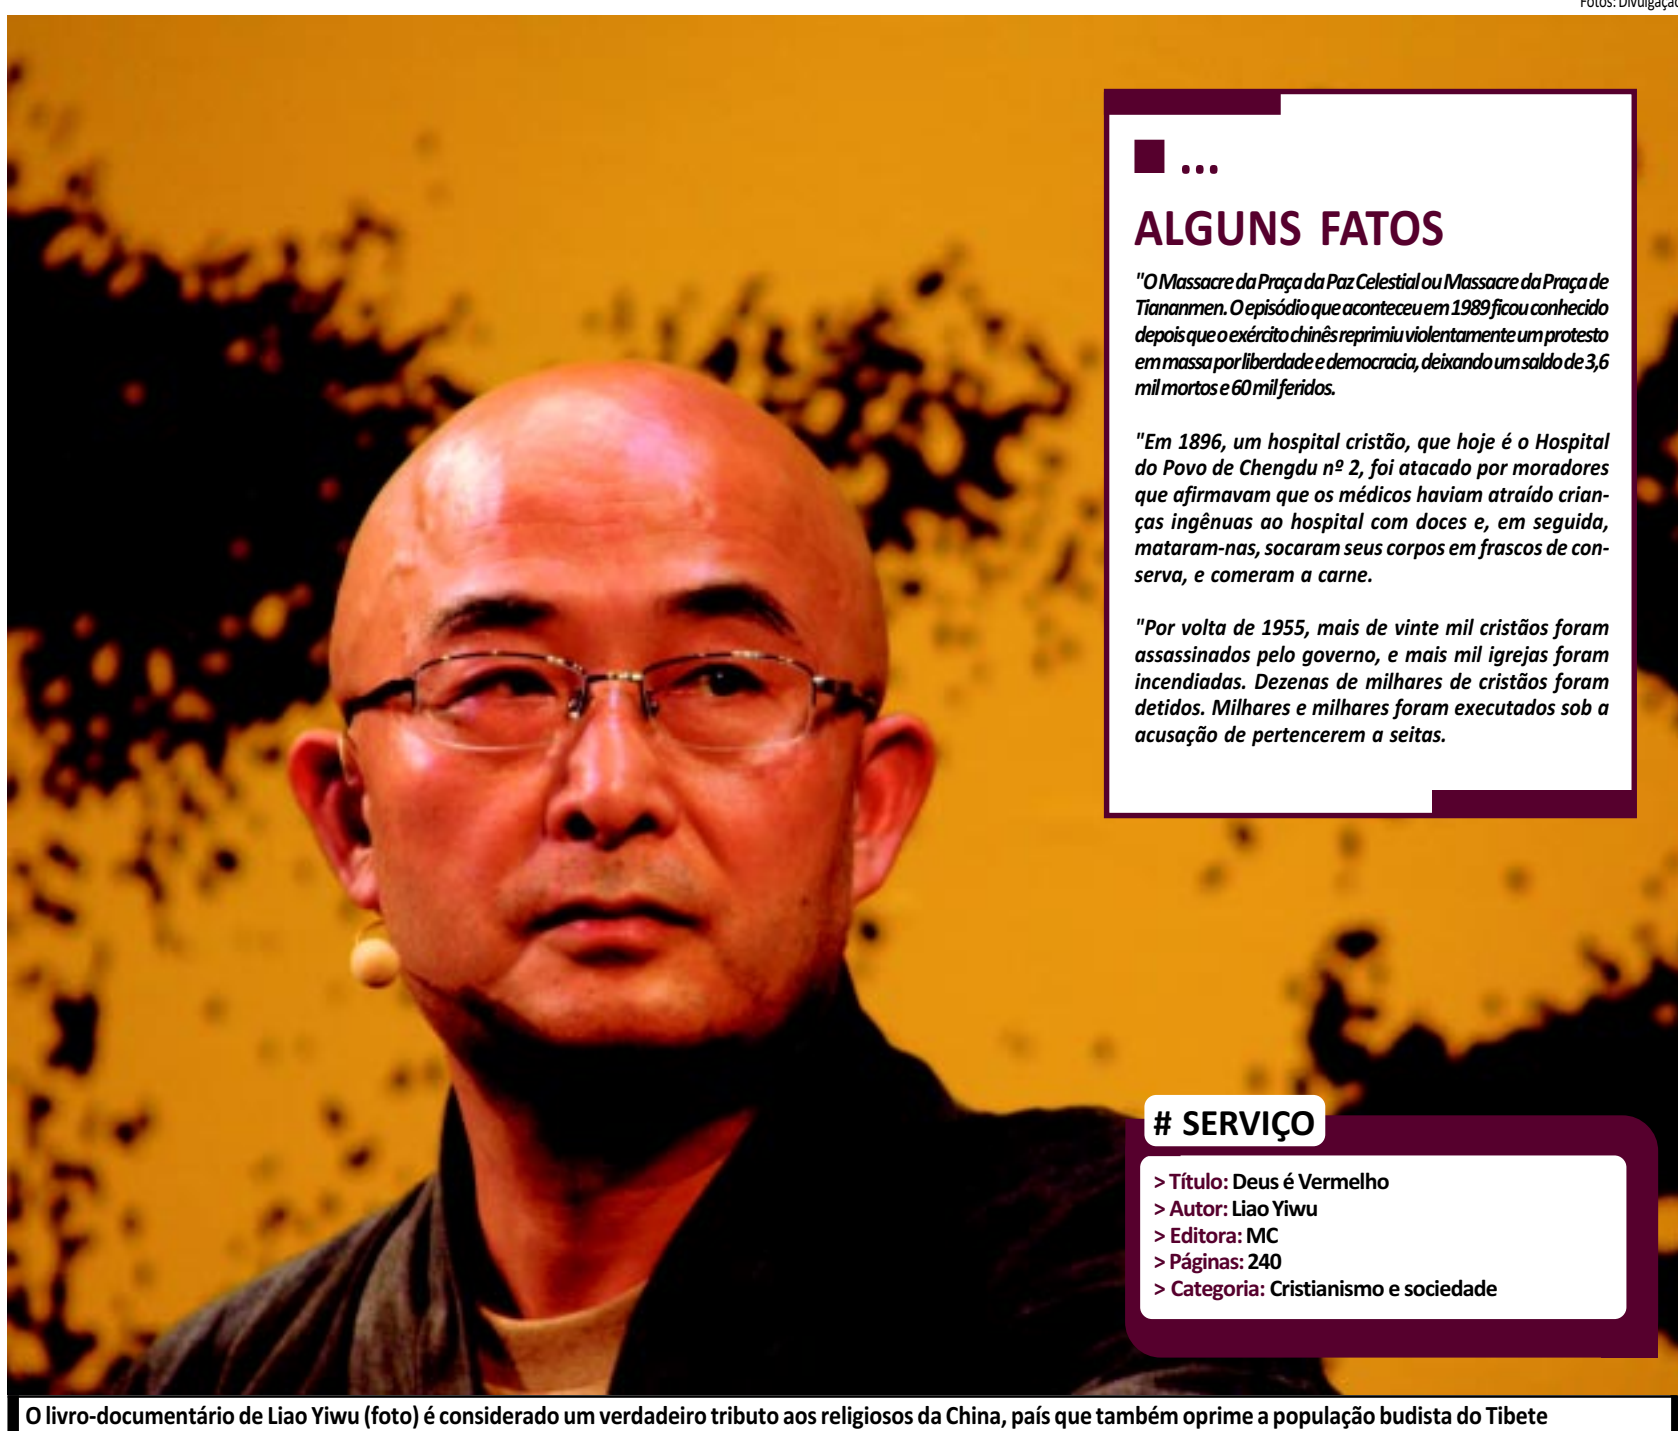 Fotos: Divulgação
■ ...
ALGUNS FATOS
"O Massacre da Praça da Paz Celestial ou Massacre da Praça de
Tiananmen. O episódio que aconteceu em 1989 ficou conhecido
depois que o exército chinês reprimiu violentamente um protesto
em massa por liberdade e democracia, deixando um saldo de 3,6
mil mortos e 60 mil feridos.
"Em 1896, um hospital cristão, que hoje é o Hospital
do Povo de Chengdu nº 2, foi atacado por moradores
que afirmavam que os médicos haviam atraído crian-
ças ingênuas ao hospital com doces e, em seguida,
mataram-nas, socaram seus corpos em frascos de con-
serva, e comeram a carne.
"Por volta de 1955, mais de vinte mil cristãos foram
assassinados pelo governo, e mais mil igrejas foram
incendiadas. Dezenas de milhares de cristãos foram
detidos. Milhares e milhares foram executados sob a
acusação de pertencerem a seitas.
# SERVIÇO
> Título: Deus é Vermelho
> Autor: Liao Yiwu
> Editora: MC
> Páginas: 240
> Categoria: Cristianismo e sociedade
O livro-documentário de Liao Yiwu (foto) é considerado um verdadeiro tributo aos religiosos da China, país que também oprime a população budista do Tibete